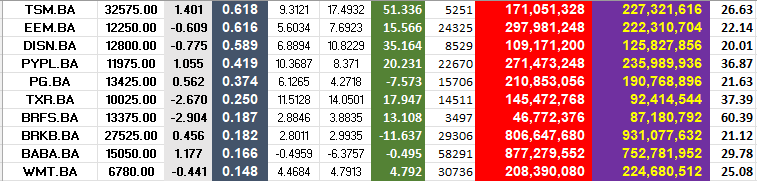 TSM.BA 32575.00 1.401 0.618 9.3121 17.4932 51.336 5251 171,051,328 227,321,616 26.63
EEM.BA 12250.00 -0.609 0.616 5.6034 7.6923 15.566 24325 297,981,248 222,310,704 22.14
DISN.BA 12800.00 -0.775 0.589 6.8894 10.8229 35.164 8529 109,171,200 125,827,856 20.01
PYPL.BA 11975.00 1.055 0.419 10.3687 8.371 20.231 22670 271,473,248 235,989,936 36.87
PG.BA 13425.00 0.562 0.374 6.1265 4.2718 -7.573 15706 210,853,056 190,768,896 21.63
TXR.BA 10025.00 -2.670 0.250 11.5128 14.0501 17.947 14511 145,472,768 92,414,544 37.39
BRFS.BA 13375.00 -2.904 0.187 2.8846 3.8835 13.108 3497 46,772,376 87,180,792 60.39
BRKB.BA 27525.00 0.456 0.182 2.8011 2.9935 -11.637 29306 806,647,680 931,077,632 21.12
BABA.BA 15050.00 1.177 0.166 -0.4959 -6.3757 -0.495 58291 877,279,552 752,781,952 29.78
WMT.BA 6780.00 -0.441 0.148 4.4684 4.7913 4.792 30736 208,390,080 224,680,512 25.08